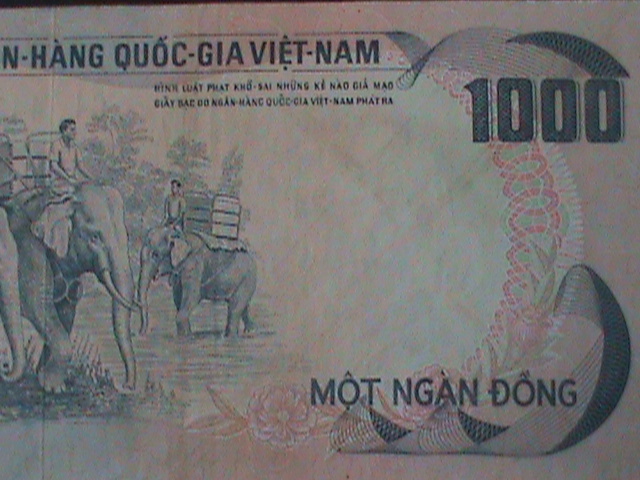 N-HÀNG QUỐC-GIA VIỆT-NAM
HÌNH LUẬT PHẠT KHỔ-SAI NHỮNG KẺ NÀO GIẢ MẠO
GIẤY BẠC DO NGÂN-HÀNG QUỐC-GIA VIỆT-NAM PHÁT RA
1000
MỘT NGÀN ĐỒNG